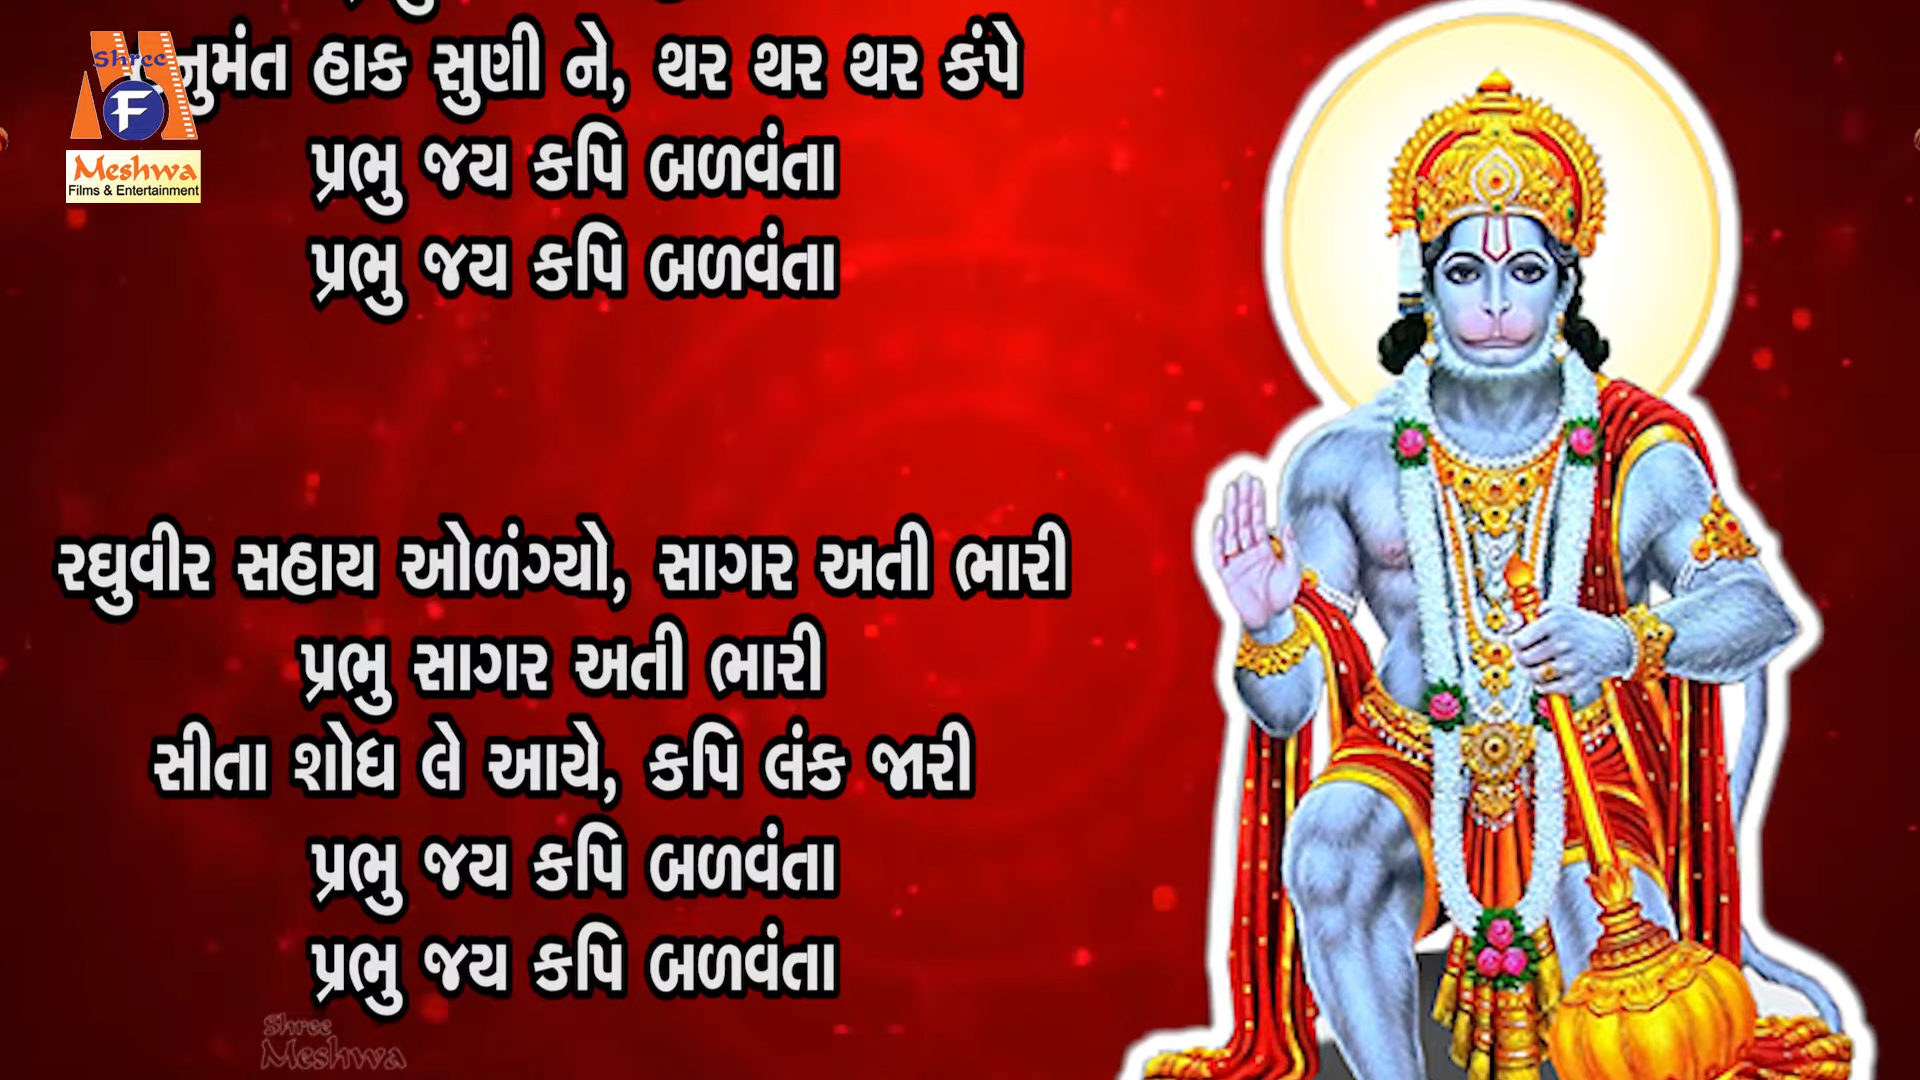 Shree
F
Meshwa
Films & Entertainment
હાક સુણી ને, થર થર થર કંપે
પ્રભુ જય કપિ બળવંતા
પ્રભુ જય કપિ બળવંતા
રઘુવીર સહાય ઓળંગ્યો, સાગર અતી ભારી
પ્રભુ સાગર અતી ભારી
સીતા શોધ લે આયે, કપિ લંક જારી
પ્રભુ જય કપિ બળવંતા
પ્રભુ જય કપિ બળવંતા
Shree
Meshwa